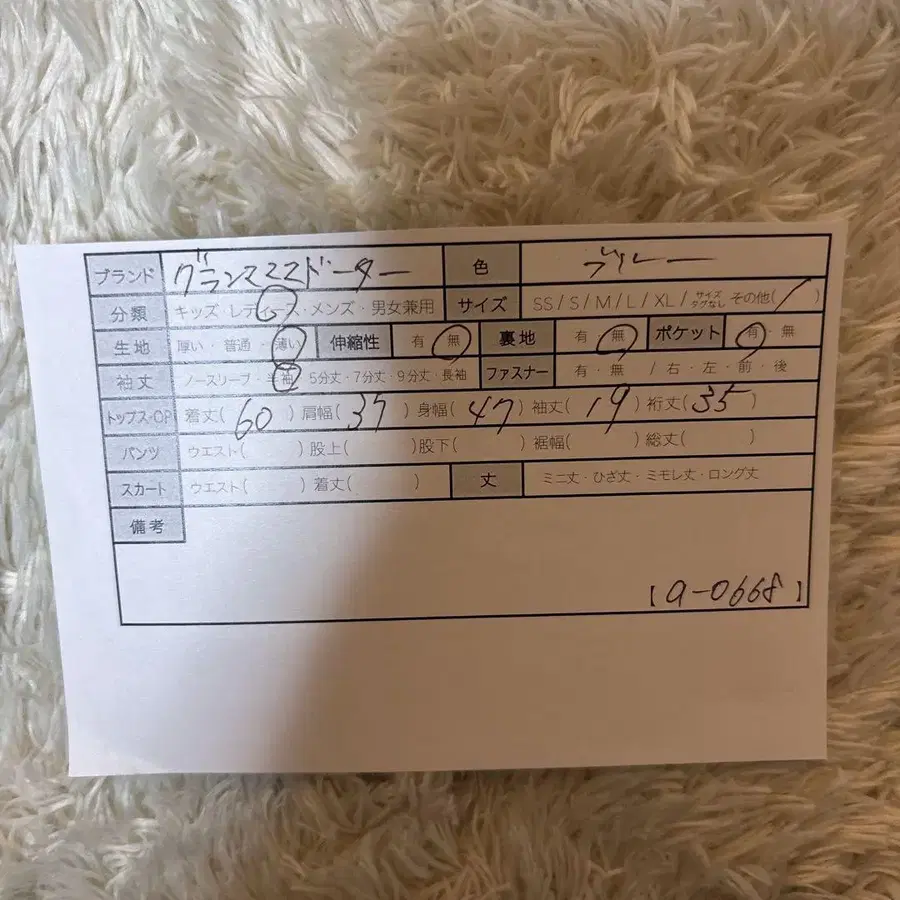 ブランド グランマママドーター 色 ブルー
分類 キッズ・レディース・メンズ・男女兼用 サイズ SS / S / M / L / XL / サイズタグなし その他( 1 )
生地 厚い・普通・薄い 伸縮性 有・無 裏地 有・無 ポケット 有・無
袖丈 ノースリーブ・半袖・5分丈・7分丈・9分丈・長袖 ファスナー 有・無 / 右・左・前・後
トップス・OP 着丈( 60 ) 肩幅( 37 ) 身幅( 47 ) 袖丈( 19 ) 裄丈( 35 )
パンツ ウエスト( ) 股上( ) 股下( ) 裾幅( ) 総丈( )
スカート ウエスト( ) 着丈( ) 丈 ミニ丈・ひざ丈・ミモレ丈・ロング丈
備考
【a-0668】